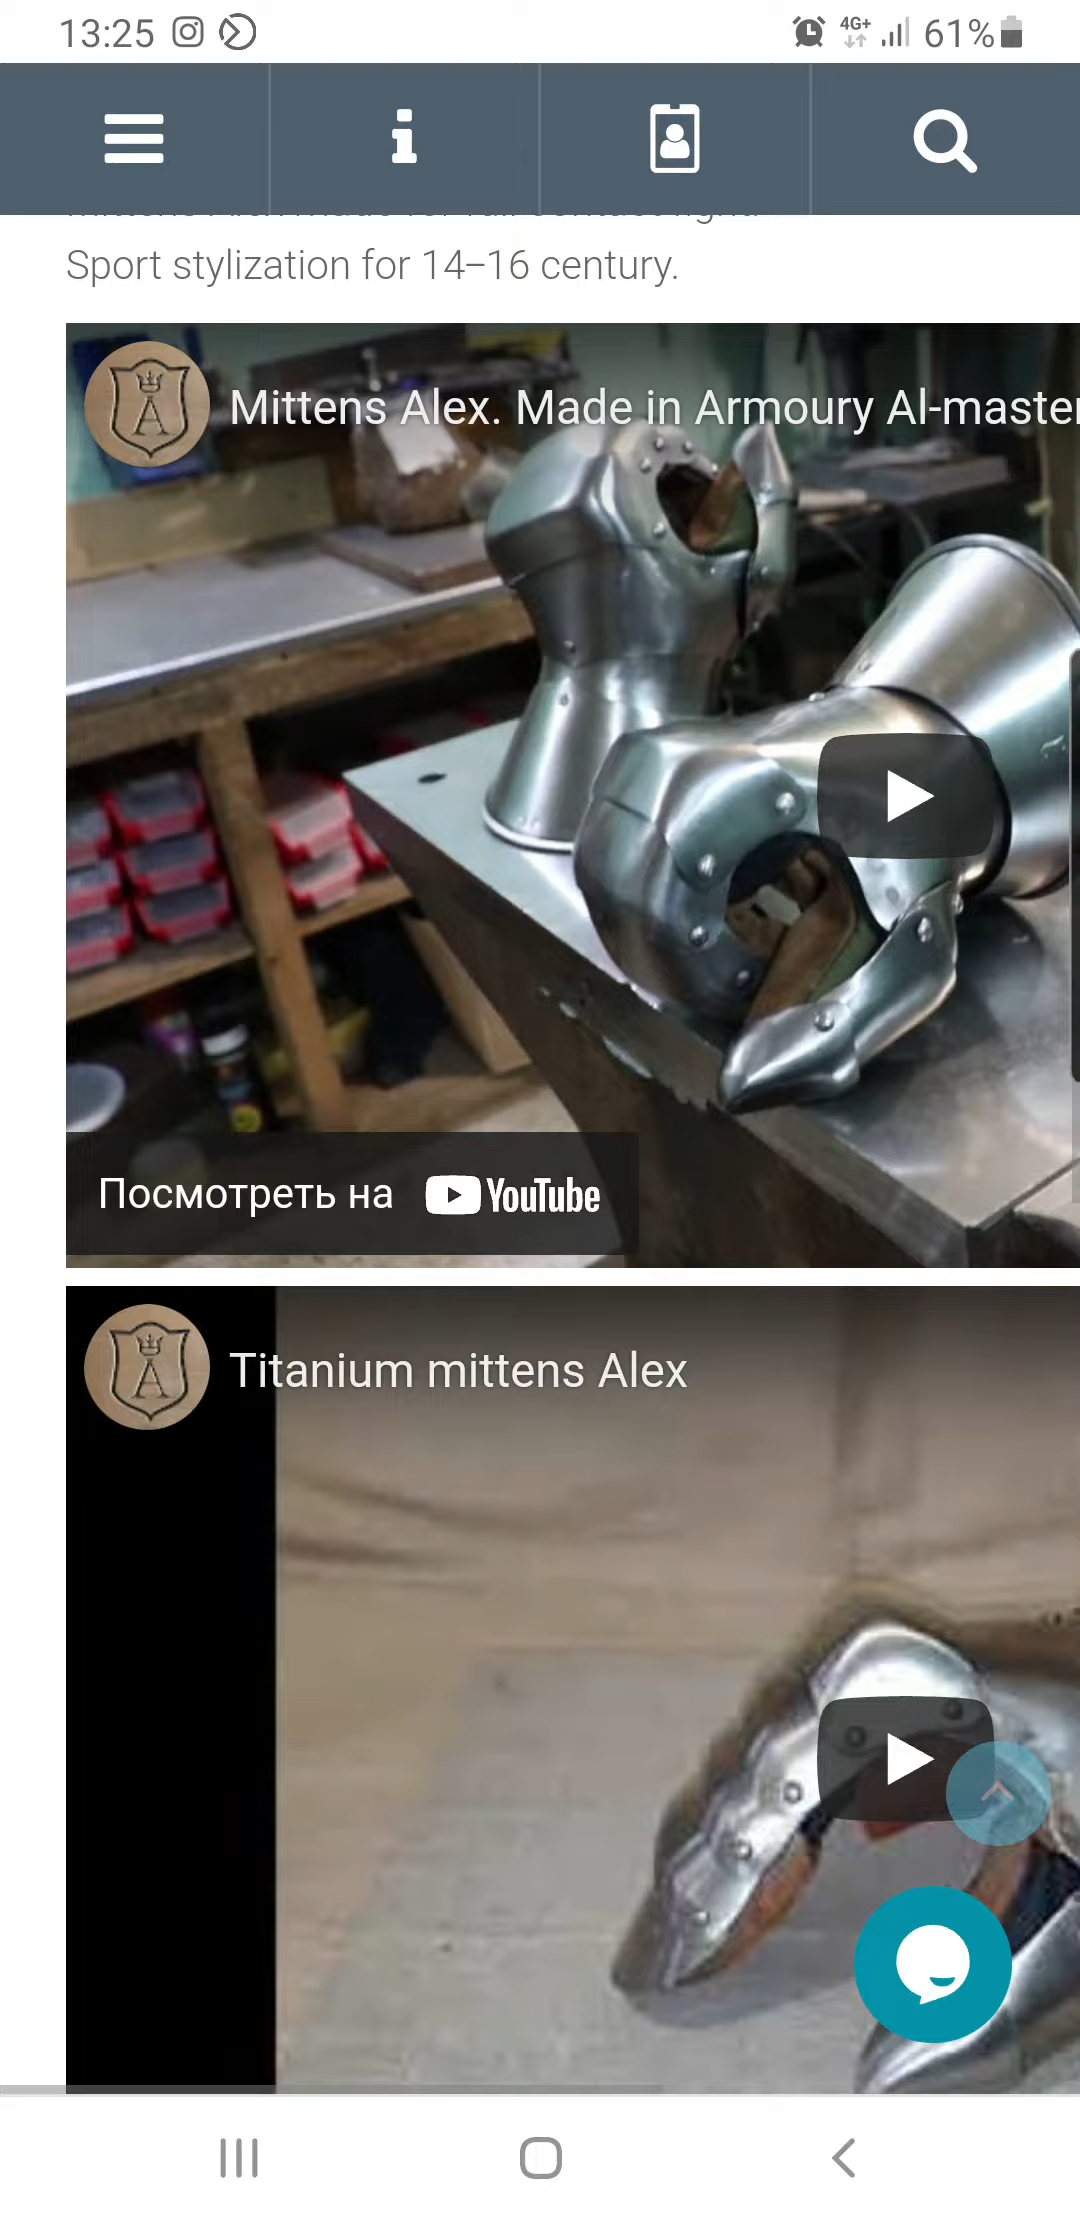 13:25
4G+
61%
Sport stylization for 14–16 century.
Mittens Alex. Made in Armoury Al-master
Посмотреть на YouTube
Titanium mittens Alex